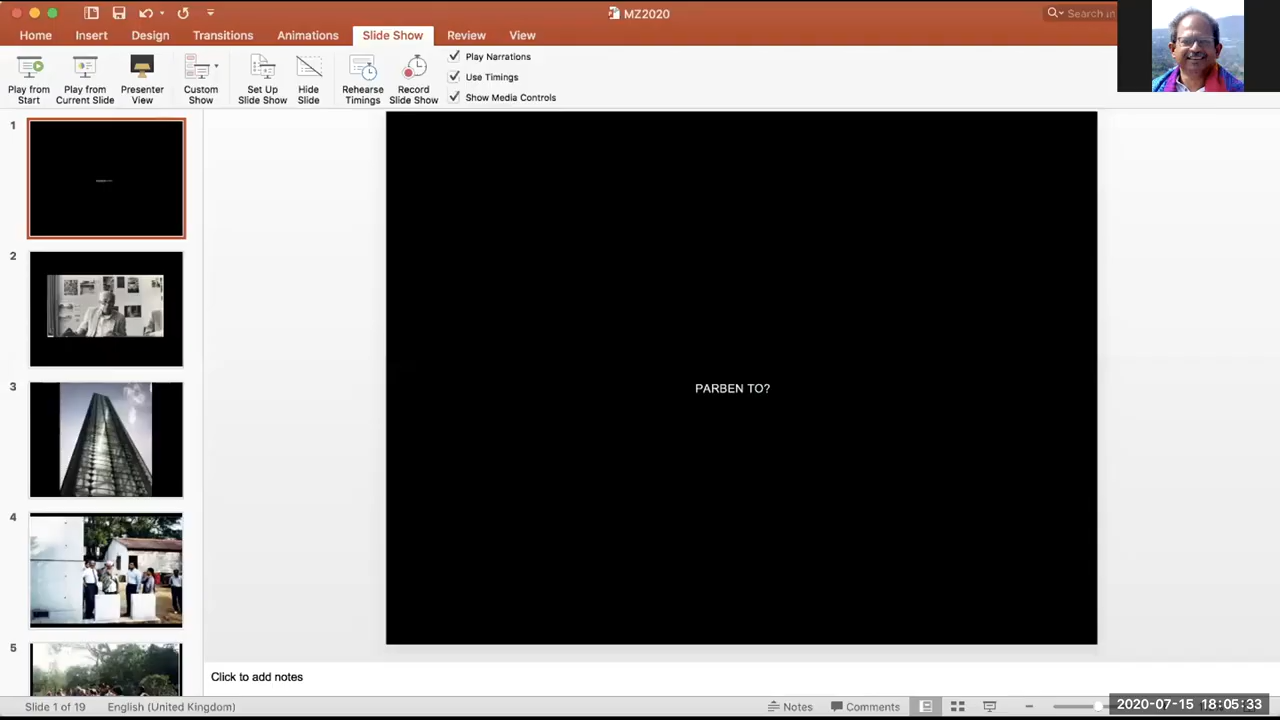 MZ2020
Search in
Home
Insert
Design
Transitions
Animations
Slide Show
Review
View
Play from
Start
Play from
Current Slide
Presenter
View
Custom
Show
Set Up
Slide Show
Hide
Slide
Rehearse
Timings
Record
Slide Show
Play Narrations
Use Timings
Show Media Controls
1
2
3
4
5
PARBEN TO?
Click to add notes
Slide 1 of 19
English (United Kingdom)
Notes
Comments
2020-07-15 18:05:33